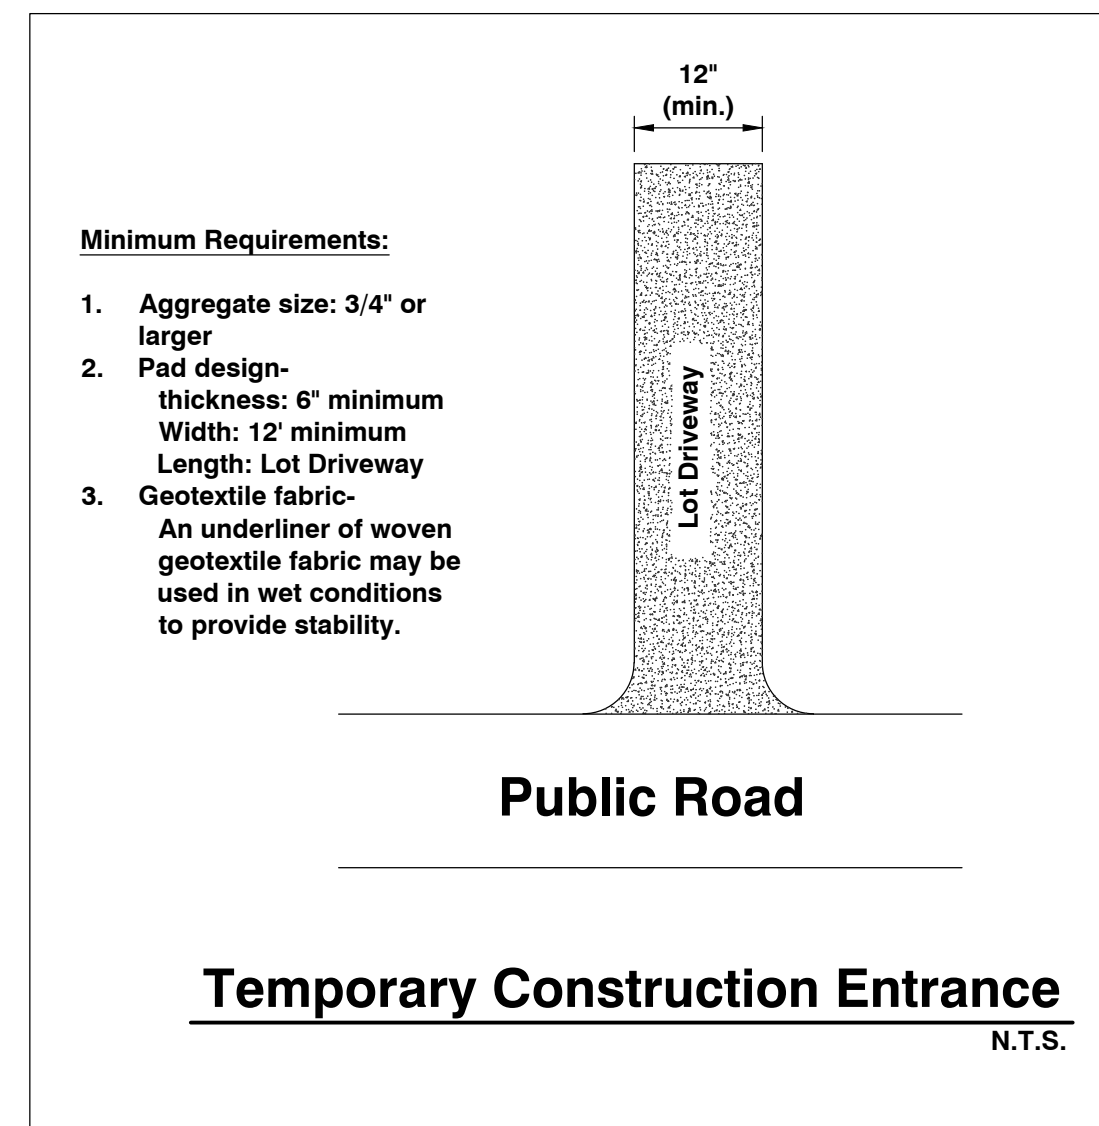 12"
(min.)
Minimum Requirements:
1. Aggregate size: 3/4" or
larger
2. Pad design-
thickness: 6" minimum
Width: 12' minimum
Length: Lot Driveway
3. Geotextile fabric-
An underliner of woven
geotextile fabric may be
used in wet conditions
to provide stability.
Lot Driveway
Public Road
Temporary Construction Entrance
N.T.S.